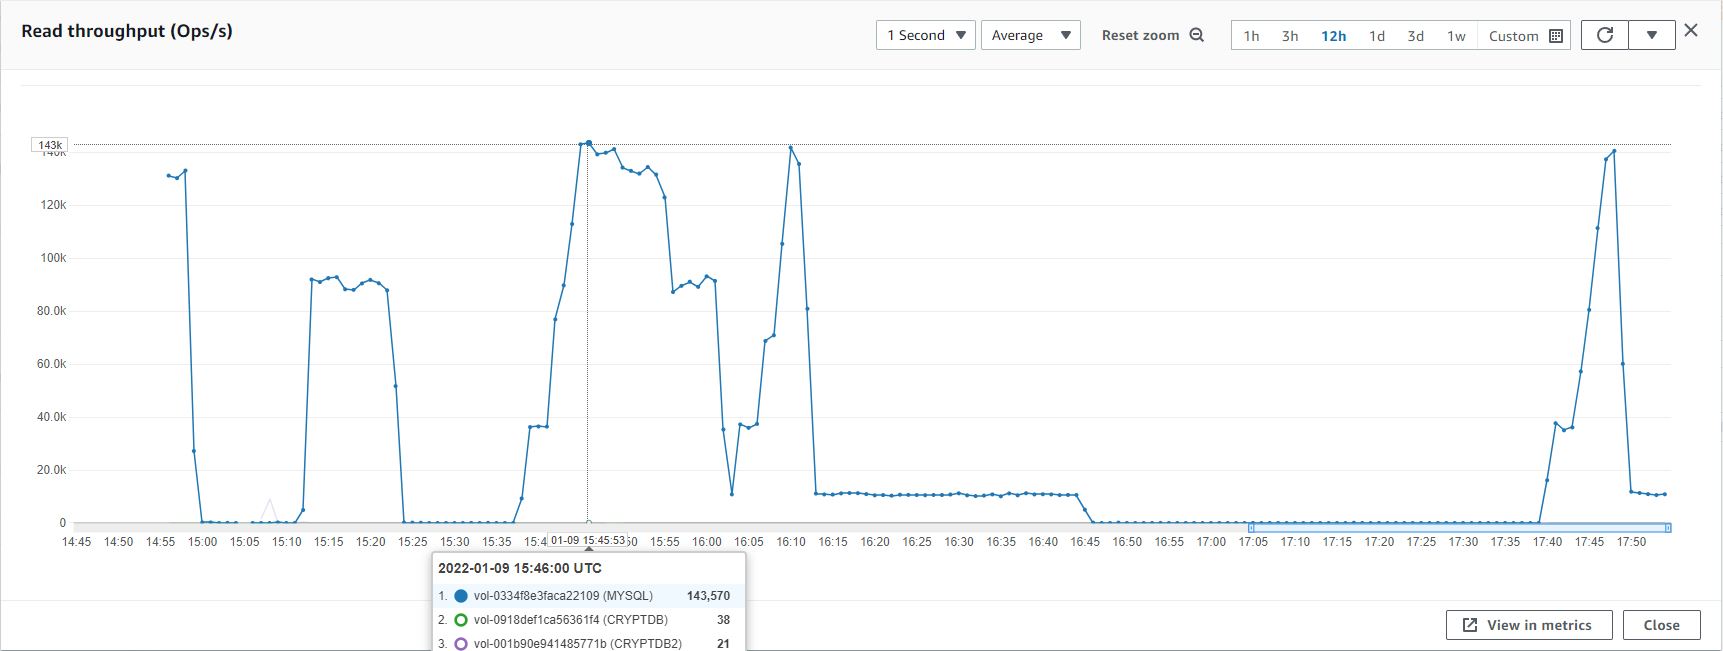 Read throughput (Ops/s)
1 Second
Average
Reset zoom
1h 3h 12h 1d 3d 1w Custom
143k
120k
100k
80.0k
60.0k
40.0k
20.0k
0
14:45 14:50 14:55 15:00 15:05 15:10 15:15 15:20 15:25 15:30 15:35 15:4 01-09 15:45:53 50 15:55 16:00 16:05 16:10 16:15 16:20 16:25 16:30 16:35 16:40 16:45 16:50 16:55 17:00 17:05 17:10 17:15 17:20 17:25 17:30 17:35 17:40 17:45 17:50
2022-01-09 15:46:00 UTC
1. vol-0334f8e3faca22109 (MYSQL) 143,570
2. vol-0918def1ca56361f4 (CRYPTDB) 38
3. vol-001b90e941485771b (CRYPTDB2) 21
View in metrics
Close